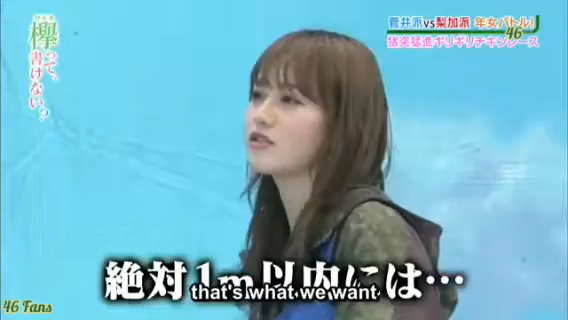 欅って、
書けない?
菅井派vs梨加派 年女バトル!
46
猪突猛進ギリギリチキンレース
絶対1m以内には…
that's what we want
46 Fans